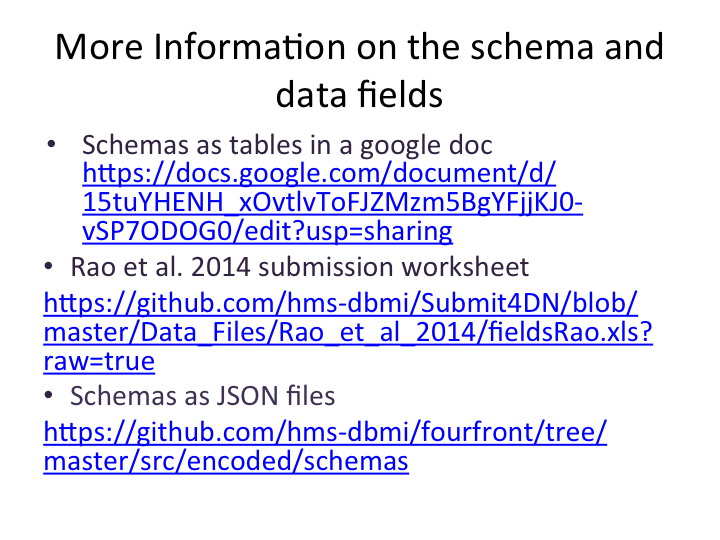 More Information on the schema and
data fields
• Schemas as tables in a google doc
https://docs.google.com/document/d/
15tuYHENH_xOvtlvToFJZMzm5BgYFjjKJ0-
vSP7ODOG0/edit?usp=sharing
• Rao et al. 2014 submission worksheet
https://github.com/hms-dbmi/Submit4DN/blob/
master/Data_Files/Rao_et_al_2014/fieldsRao.xls?
raw=true
• Schemas as JSON files
https://github.com/hms-dbmi/fourfront/tree/
master/src/encoded/schemas